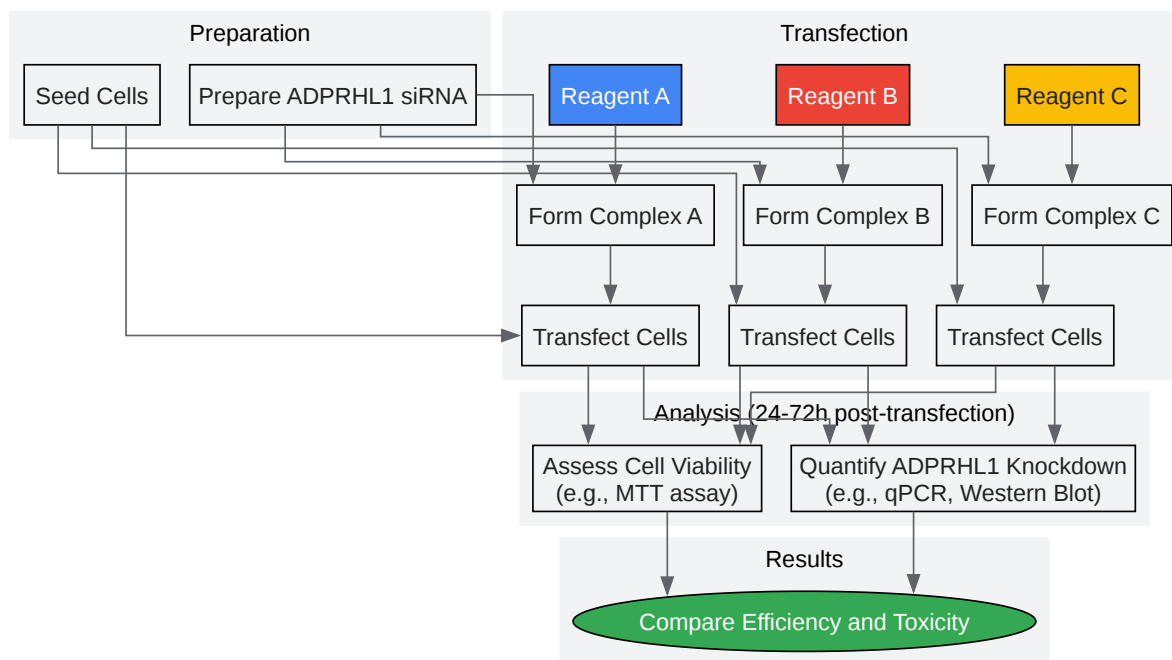 Preparation
Transfection
Seed Cells
Prepare ADPRHL1 siRNA
Reagent A
Reagent B
Reagent C
Form Complex A
Form Complex B
Form Complex C
Transfect Cells
Transfect Cells
Transfect Cells
Analysis (24-72h post-transfection)
Assess Cell Viability
(e.g., MTT assay)
Quantify ADPRHL1 Knockdown
(e.g., qPCR, Western Blot)
Results
Compare Efficiency and Toxicity